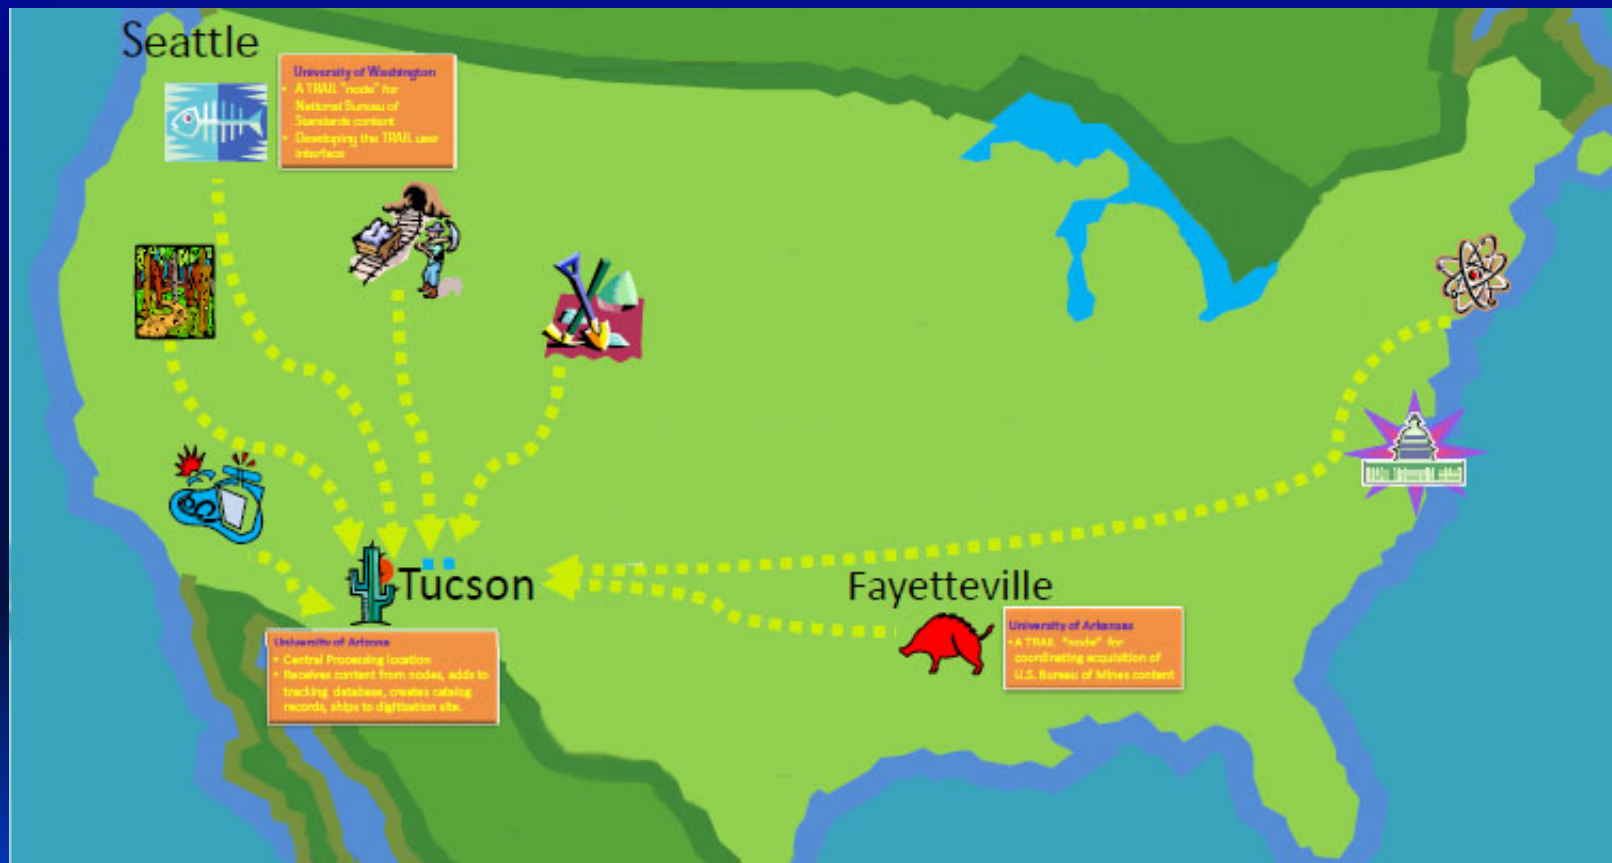 Seattle
University of Washington
• A TRAIL "node" for
National Bureau of
Standards content
• Developing the TRAIL user
interface
Tucson
University of Arizona
• Central Processing location
• Receives content from nodes, adds to
tracking database, creates catalog
records, ships to digitization site.
Fayetteville
University of Arkansas
• A TRAIL "node" for
coordinating acquisition of
U.S. Bureau of Mines content